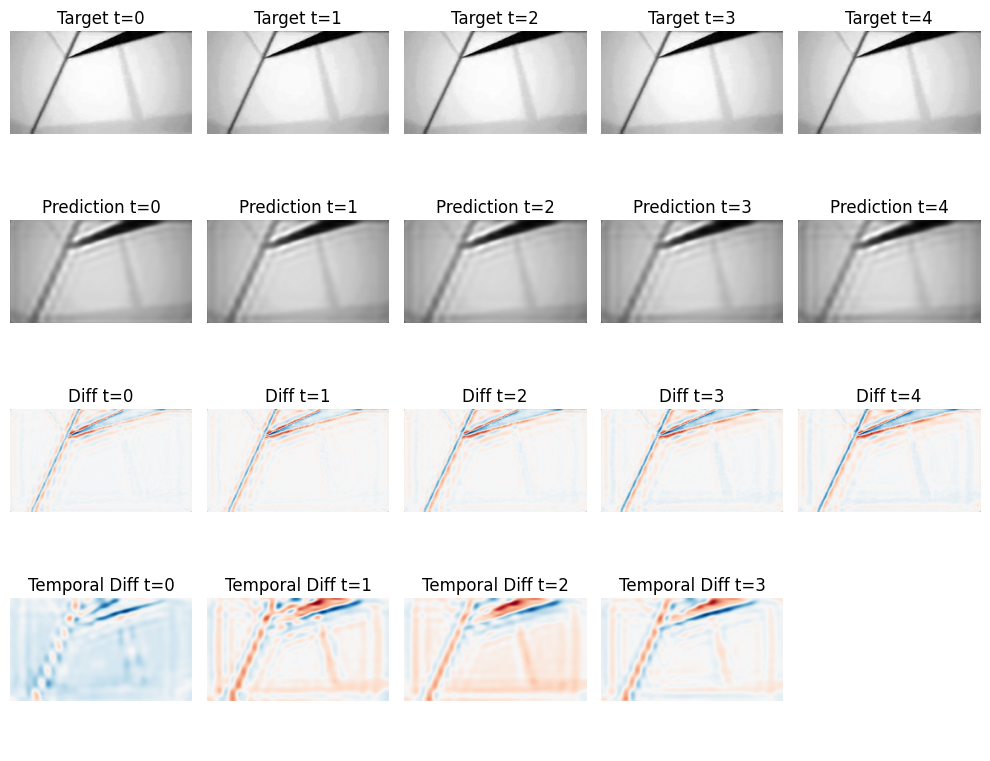 Target t=0 Target t=1 Target t=2 Target t=3 Target t=4
Prediction t=0 Prediction t=1 Prediction t=2 Prediction t=3 Prediction t=4
Diff t=0 Diff t=1 Diff t=2 Diff t=3 Diff t=4
Temporal Diff t=0 Temporal Diff t=1 Temporal Diff t=2 Temporal Diff t=3